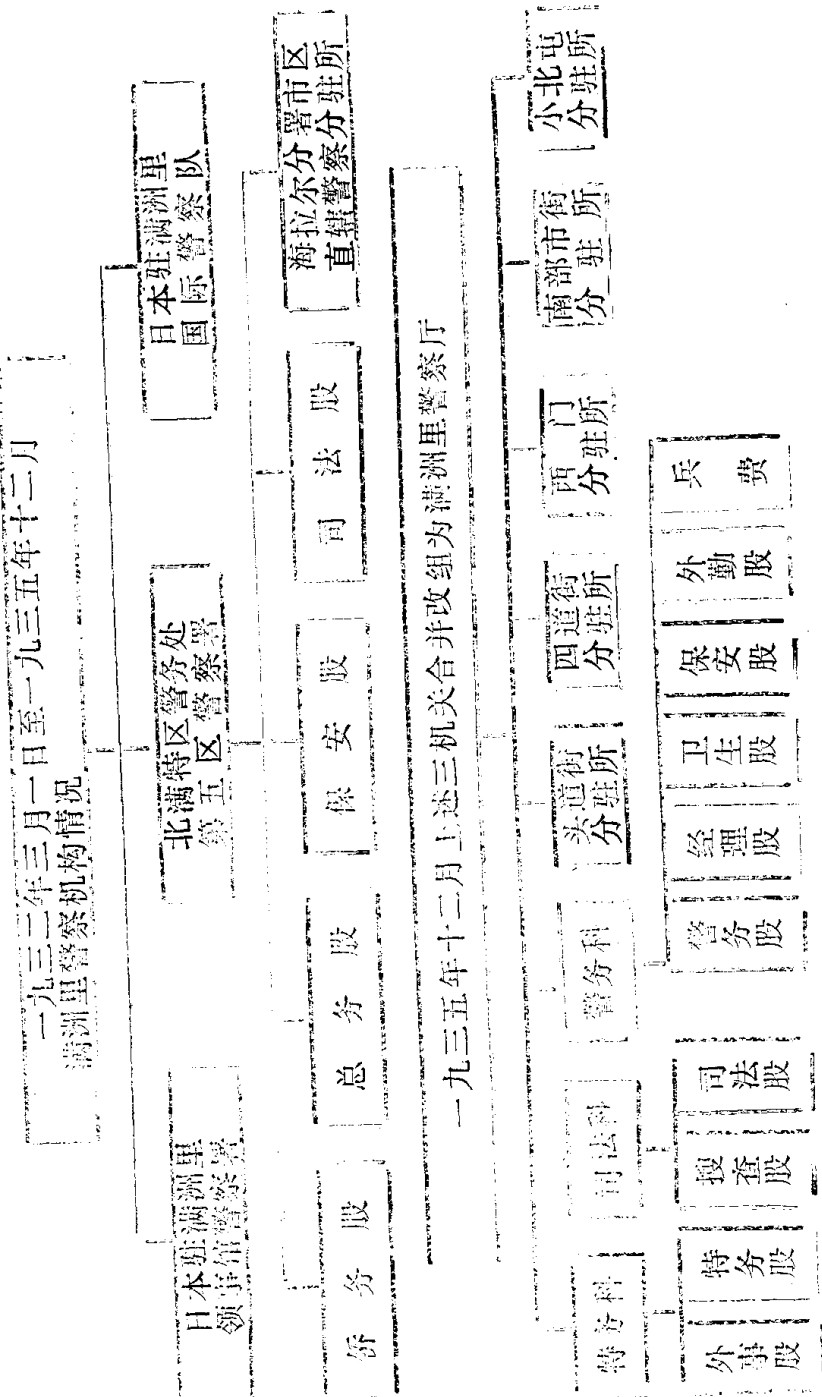 一九三二年三月一日至一九三五年十二月
满洲里警察机构情况
日本驻满洲里
领事馆警察署
北满特区警务处
第五区警察署
日本驻满洲里
国际警察队
侨务股
总务股
保安股
司法股
海拉尔分署市区
直辖警察分驻所
一九三五年十二月上述三机关合并改组为满洲里警察厅
特务科
司法科
警务科
头道街
分驻所
四道街
分驻所
西门
分驻所
南部市街
分驻所
小北屯
分驻所
外事股
特务股
搜查股
司法股
警务股
经理股
卫生股
保安股
外勤股
兵费